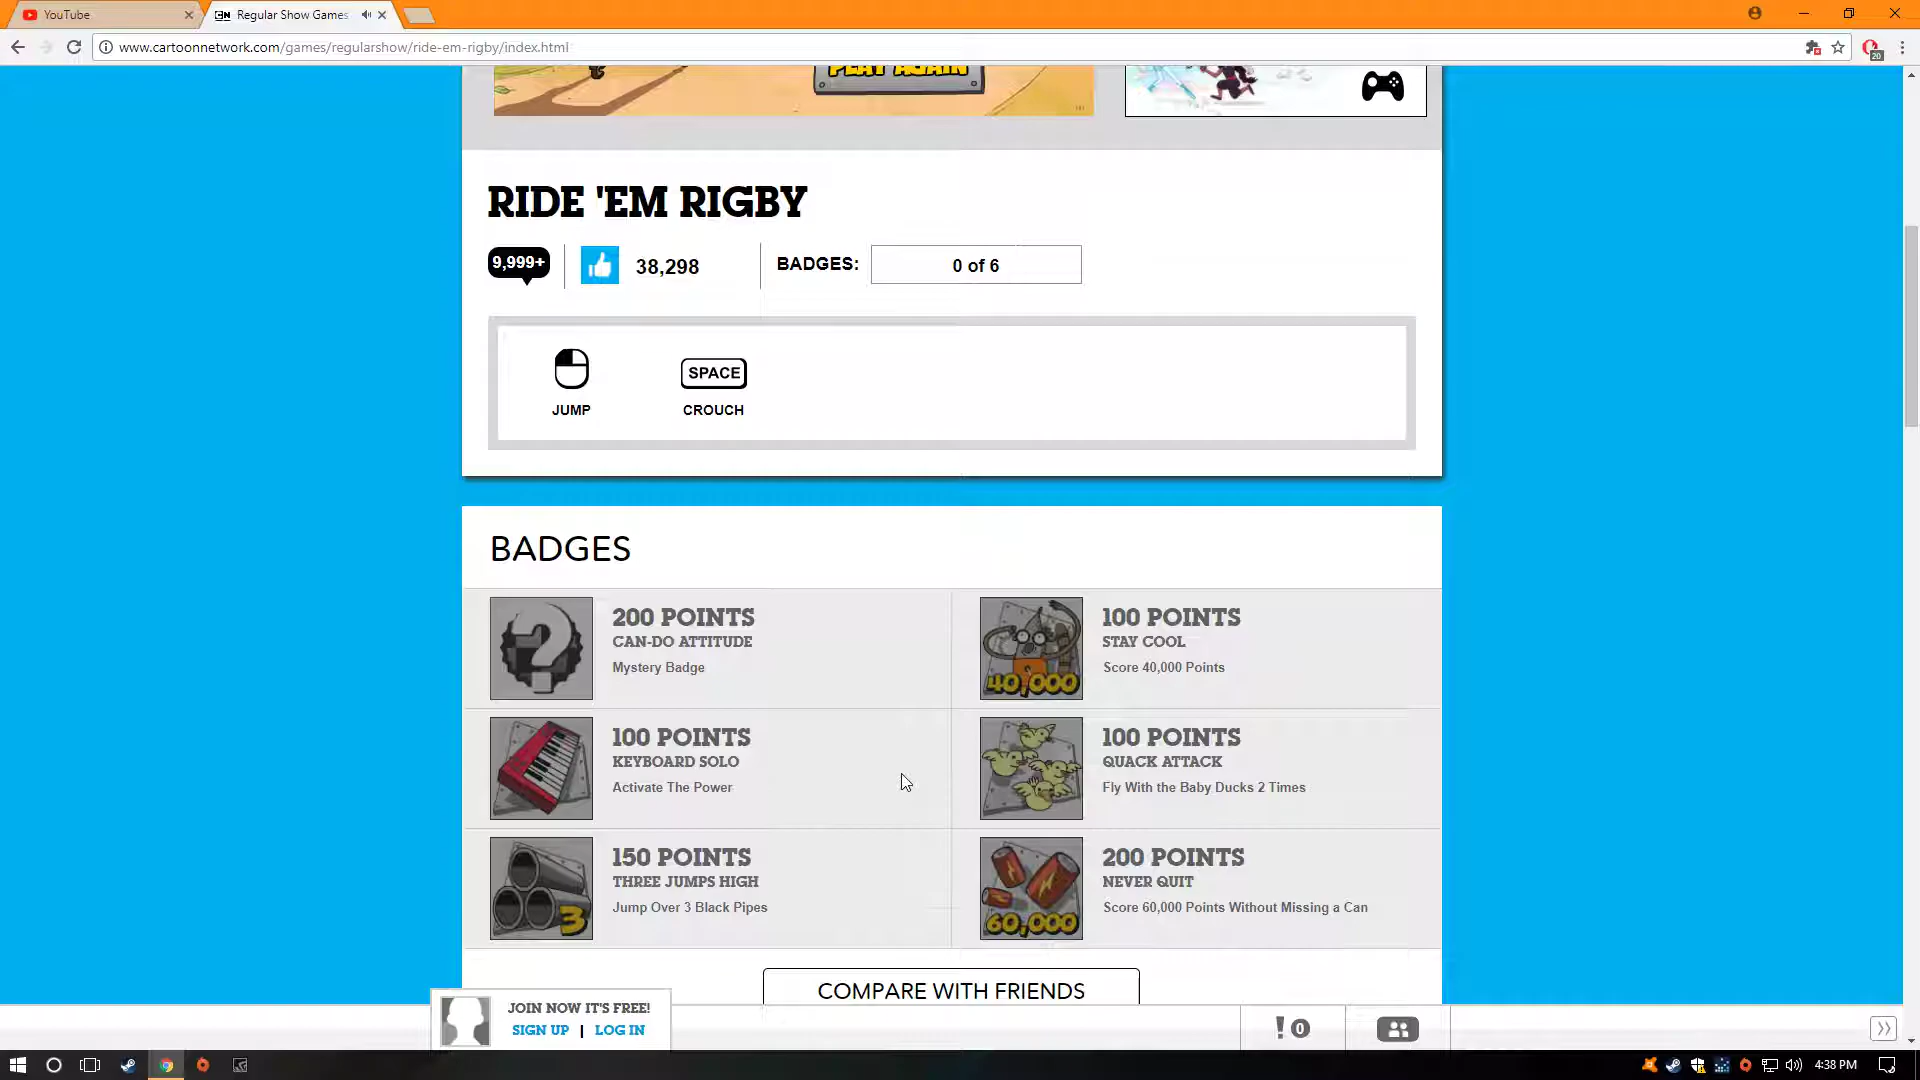 YouTube
CN Regular Show Games
www.cartoonnetwork.com/games/regularshow/ride-em-rigby/index.html
20
PLAY AGAIN
RIDE 'EM RIGBY
9,999+
38,298
BADGES:
0 of 6
SPACE
JUMP
CROUCH
BADGES
200 POINTS
CAN-DO ATTITUDE
Mystery Badge
40,000
100 POINTS
STAY COOL
Score 40,000 Points
100 POINTS
KEYBOARD SOLO
Activate The Power
100 POINTS
QUACK ATTACK
Fly With the Baby Ducks 2 Times
3
150 POINTS
THREE JUMPS HIGH
Jump Over 3 Black Pipes
60,000
200 POINTS
NEVER QUIT
Score 60,000 Points Without Missing a Can
COMPARE WITH FRIENDS
JOIN NOW IT'S FREE!
SIGN UP | LOG IN
! 0
4:38 PM